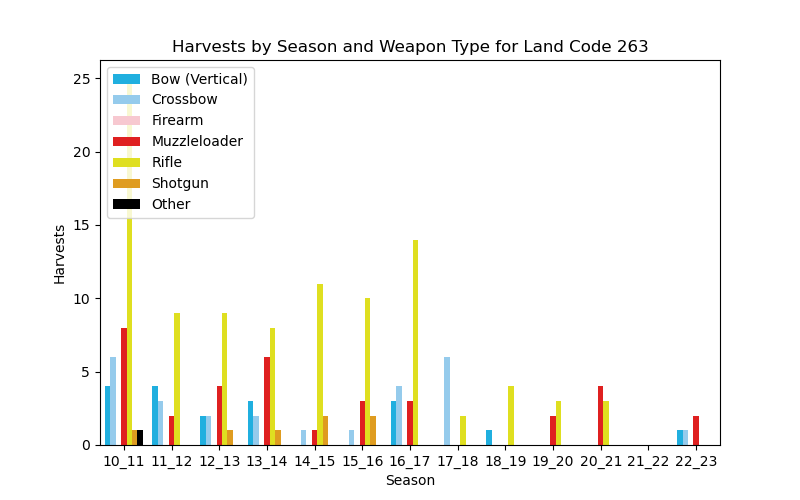 Harvests by Season and Weapon Type for Land Code 263
Bow (Vertical)
Crossbow
Firearm
Muzzleloader
Rifle
Shotgun
Other
Harvests
25
20
15
10
5
0
10_11 11_12 12_13 13_14 14_15 15_16 16_17 17_18 18_19 19_20 20_21 21_22 22_23
Season